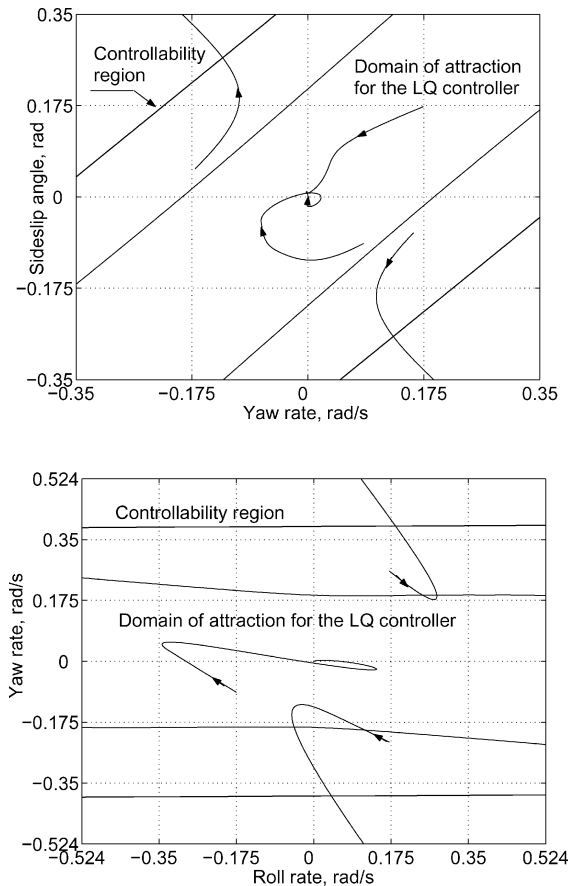 0.35
Controllability
region
Domain of attraction
for the LQ controller
0.175
Sideslip angle, rad
0
−0.175
−0.35
−0.35 −0.175 0 0.175 0.35
Yaw rate, rad/s
0.524
Controllability region
0.35
0.175
Domain of attraction for the LQ controller
Yaw rate, rad/s
0
−0.175
−0.35
−0.524
−0.524 −0.35 −0.175 0 0.175 0.35 0.524
Roll rate, rad/s